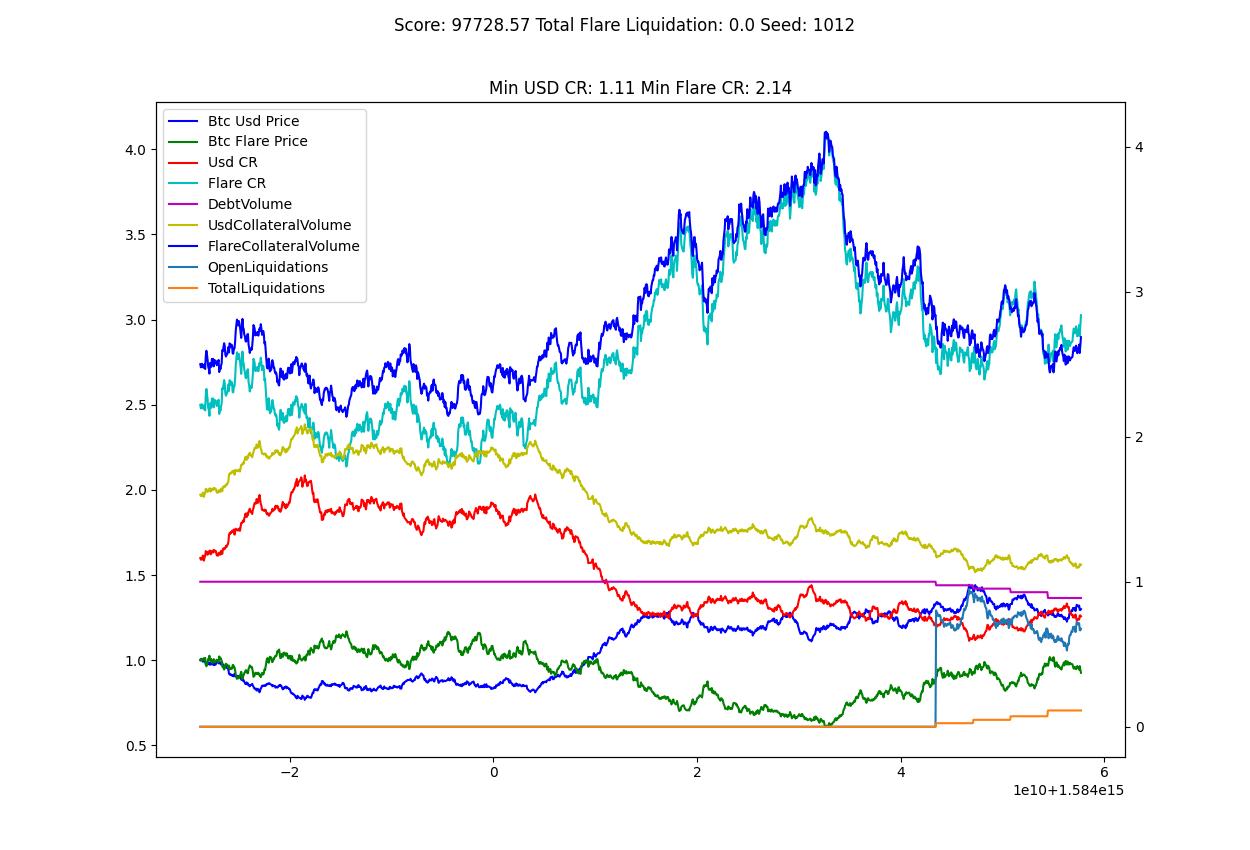 Score: 97728.57 Total Flare Liquidation: 0.0 Seed: 1012
Min USD CR: 1.11 Min Flare CR: 2.14
Btc Usd Price
Btc Flare Price
Usd CR
Flare CR
DebtVolume
UsdCollateralVolume
FlareCollateralVolume
OpenLiquidations
TotalLiquidations
4.0
3.5
3.0
2.5
2.0
1.5
1.0
0.5
4
3
2
1
0
−2
0
2
4
6
1e10+1.584e15